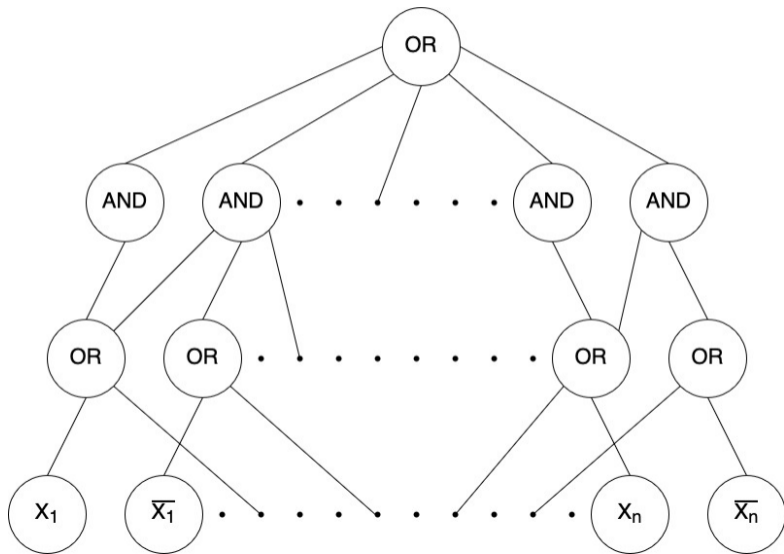 OR
AND AND AND AND
OR OR OR OR
X₁ X̅₁ Xₙ X̅ₙ